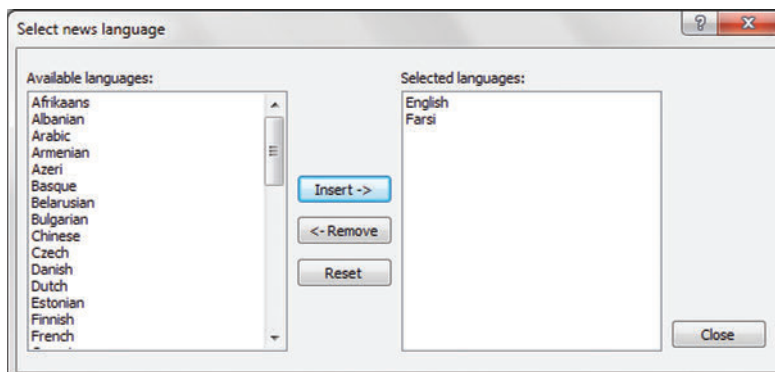 Select news language
?
X
Available languages:
Afrikaans
Albanian
Arabic
Armenian
Azeri
Basque
Belarusian
Bulgarian
Chinese
Czech
Danish
Dutch
Estonian
Finnish
French
Insert ->
<- Remove
Reset
Selected languages:
English
Farsi
Close